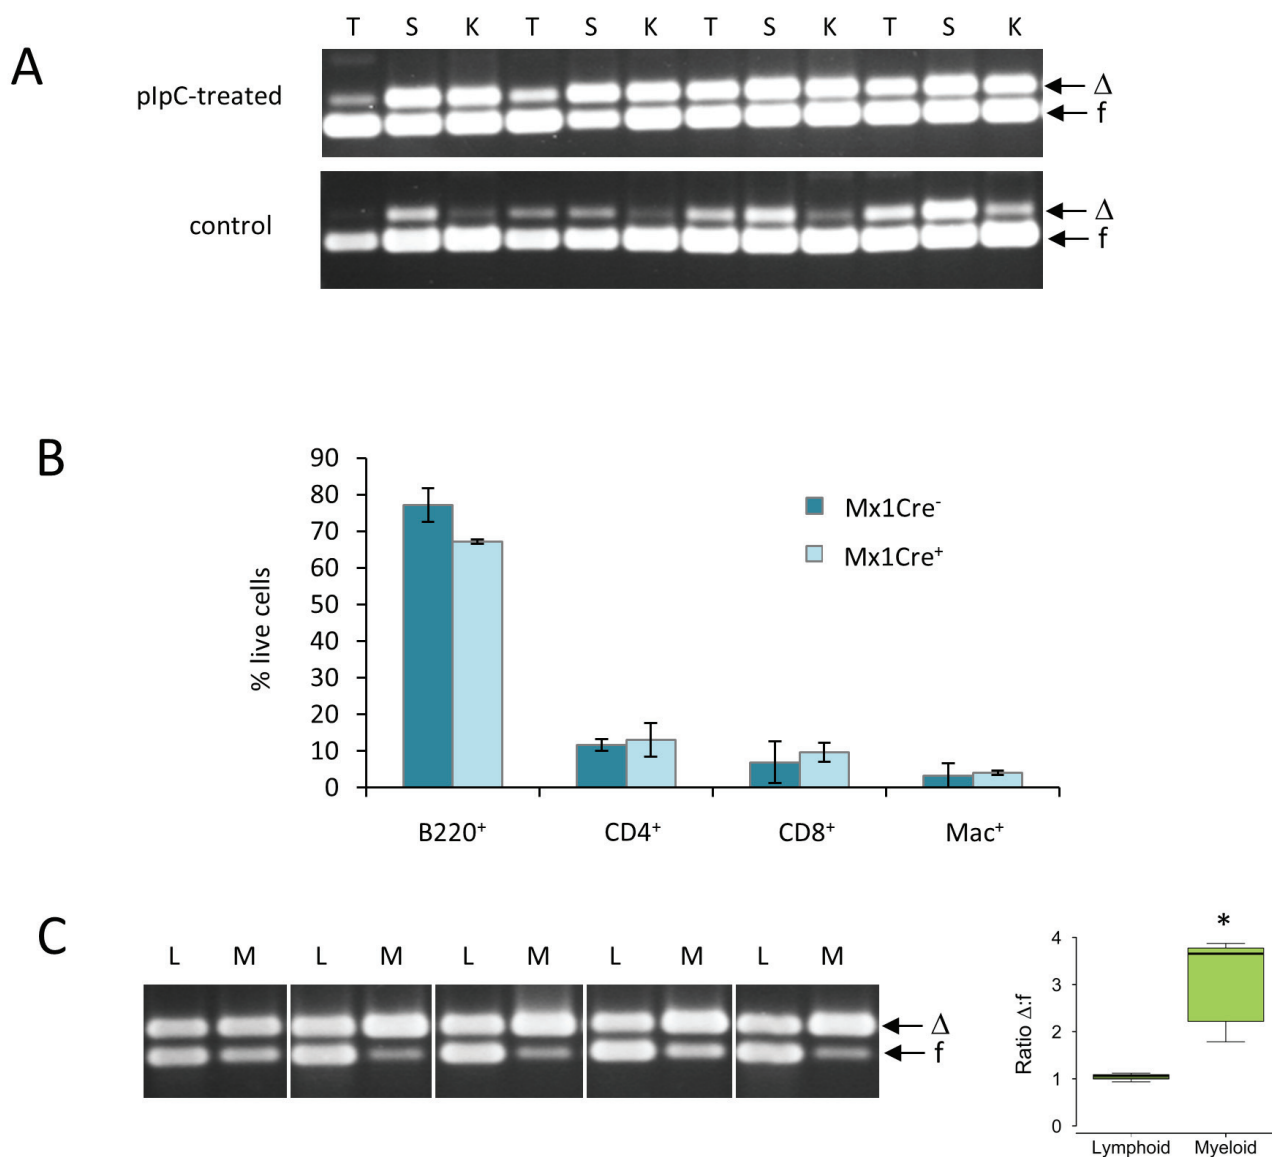 A
T S K T S K T S K T S K
pIpC-treated
Δ
f
control
Δ
f
B
90
80
70
60
50
40
30
20
10
0
% live cells
Mx1Cre⁻
Mx1Cre⁺
B220⁺ CD4⁺ CD8⁺ Mac⁺
C
L M L M L M L M L M
Δ
f
*
4
3
2
1
0
Ratio Δ:f
Lymphoid Myeloid